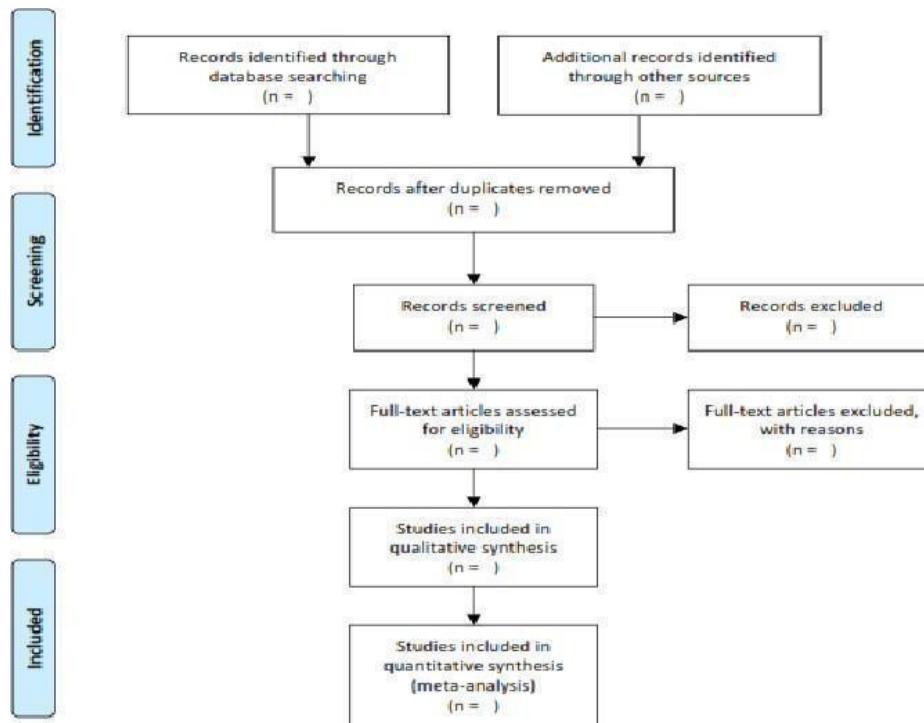 Identification
Records identified through
database searching
(n = )
Additional records identified
through other sources
(n = )
Records after duplicates removed
(n = )
Screening
Records screened
(n = )
Records excluded
(n = )
Eligibility
Full-text articles assessed
for eligibility
(n = )
Full-text articles excluded,
with reasons
(n = )
Studies included in
qualitative synthesis
(n = )
Included
Studies included in
quantitative synthesis
(meta-analysis)
(n = )